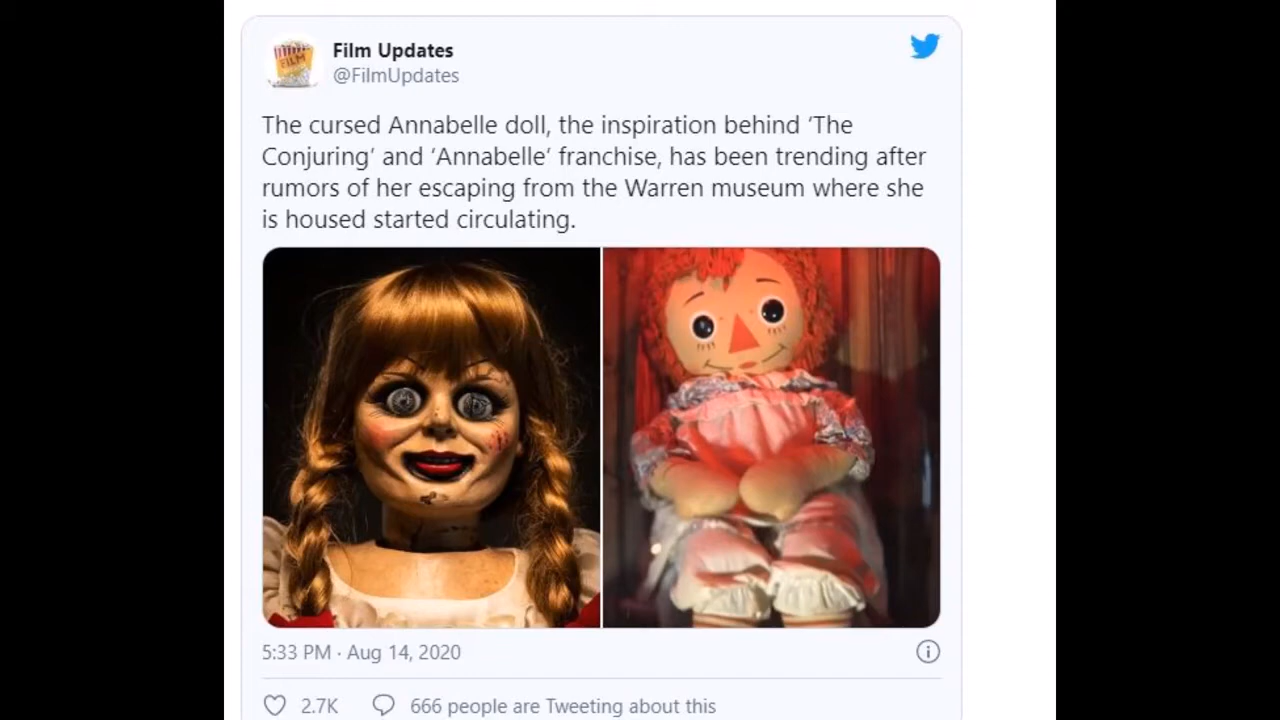 Film Updates
@FilmUpdates
The cursed Annabelle doll, the inspiration behind ‘The
Conjuring’ and ‘Annabelle’ franchise, has been trending after
rumors of her escaping from the Warren museum where she
is housed started circulating.
5:33 PM · Aug 14, 2020
2.7K 666 people are Tweeting about this